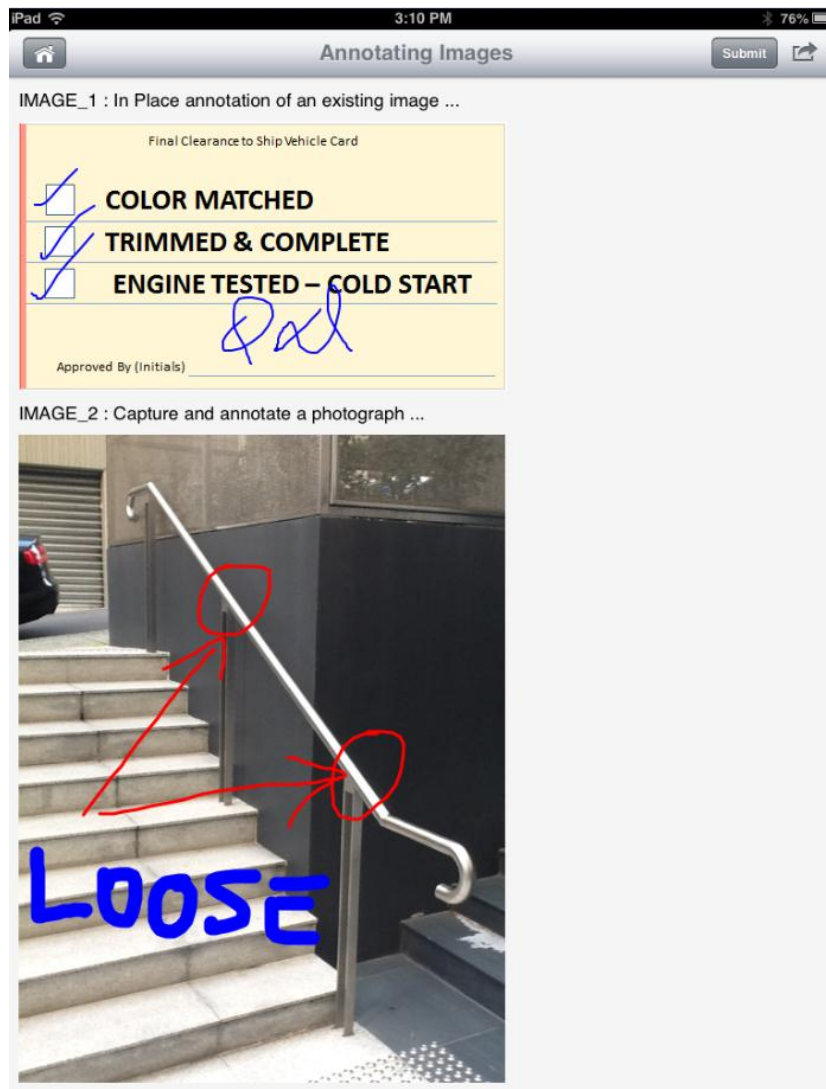 iPad 3:10 PM 76%
Annotating Images Submit
IMAGE_1 : In Place annotation of an existing image ...
Final Clearance to Ship Vehicle Card
COLOR MATCHED
TRIMMED & COMPLETE
ENGINE TESTED – COLD START
Approved By (Initials)
IMAGE_2 : Capture and annotate a photograph ...
LOOSE